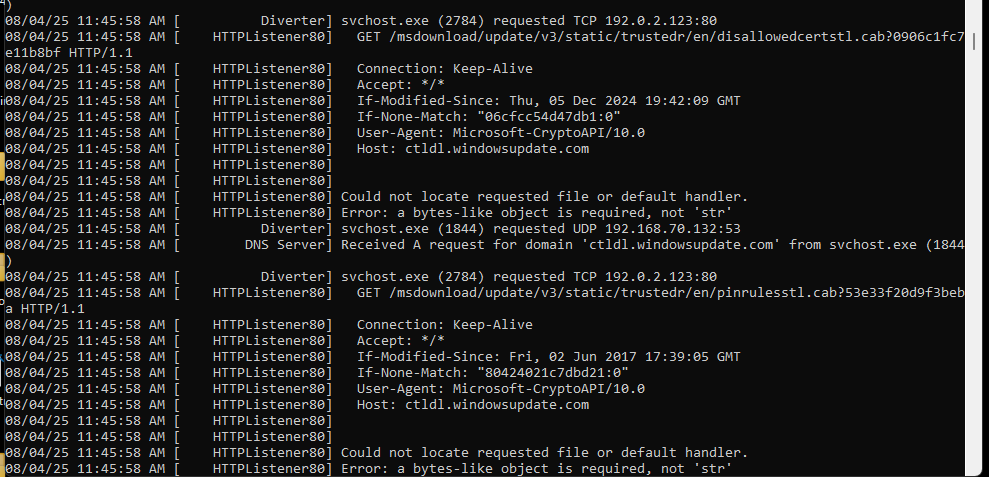 )
08/04/25 11:45:58 AM [ Diverter] svchost.exe (2784) requested TCP 192.0.2.123:80
08/04/25 11:45:58 AM [ HTTPListener80] GET /msdownload/update/v3/static/trustedr/en/disallowedcertstl.cab?0906c1fc7
e11b8bf HTTP/1.1
08/04/25 11:45:58 AM [ HTTPListener80] Connection: Keep-Alive
08/04/25 11:45:58 AM [ HTTPListener80] Accept: */*
08/04/25 11:45:58 AM [ HTTPListener80] If-Modified-Since: Thu, 05 Dec 2024 19:42:09 GMT
08/04/25 11:45:58 AM [ HTTPListener80] If-None-Match: "06cfcc54d47db1:0"
08/04/25 11:45:58 AM [ HTTPListener80] User-Agent: Microsoft-CryptoAPI/10.0
08/04/25 11:45:58 AM [ HTTPListener80] Host: ctldl.windowsupdate.com
08/04/25 11:45:58 AM [ HTTPListener80]
08/04/25 11:45:58 AM [ HTTPListener80]
08/04/25 11:45:58 AM [ HTTPListener80] Could not locate requested file or default handler.
08/04/25 11:45:58 AM [ HTTPListener80] Error: a bytes-like object is required, not 'str'
08/04/25 11:45:58 AM [ Diverter] svchost.exe (1844) requested UDP 192.168.70.132:53
08/04/25 11:45:58 AM [ DNS Server] Received A request for domain 'ctldl.windowsupdate.com' from svchost.exe (1844
)
08/04/25 11:45:58 AM [ Diverter] svchost.exe (2784) requested TCP 192.0.2.123:80
08/04/25 11:45:58 AM [ HTTPListener80] GET /msdownload/update/v3/static/trustedr/en/pinrulesstl.cab?53e33f20d9f3beb
a HTTP/1.1
08/04/25 11:45:58 AM [ HTTPListener80] Connection: Keep-Alive
08/04/25 11:45:58 AM [ HTTPListener80] Accept: */*
08/04/25 11:45:58 AM [ HTTPListener80] If-Modified-Since: Fri, 02 Jun 2017 17:39:05 GMT
08/04/25 11:45:58 AM [ HTTPListener80] If-None-Match: "80424021c7dbd21:0"
08/04/25 11:45:58 AM [ HTTPListener80] User-Agent: Microsoft-CryptoAPI/10.0
08/04/25 11:45:58 AM [ HTTPListener80] Host: ctldl.windowsupdate.com
08/04/25 11:45:58 AM [ HTTPListener80]
08/04/25 11:45:58 AM [ HTTPListener80]
08/04/25 11:45:58 AM [ HTTPListener80] Could not locate requested file or default handler.
08/04/25 11:45:58 AM [ HTTPListener80] Error: a bytes-like object is required, not 'str'